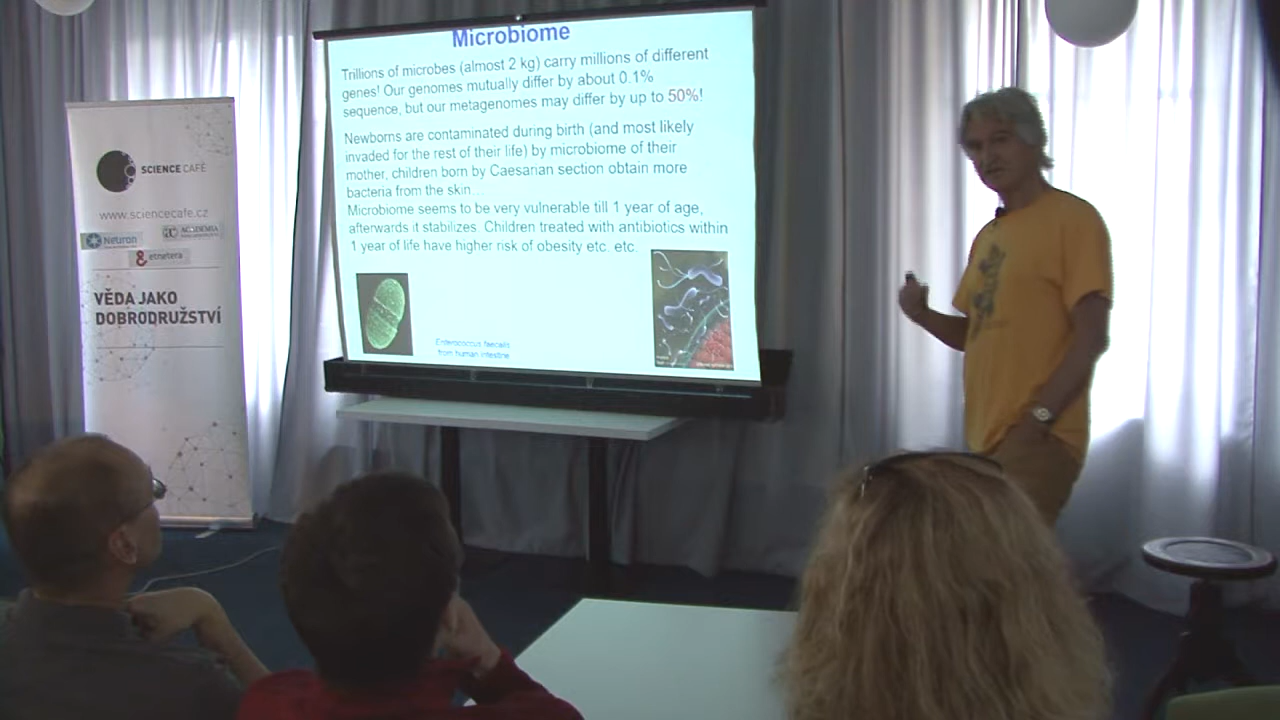 Microbiome
Trillions of microbes (almost 2 kg) carry millions of different
genes! Our genomes mutually differ by about 0.1%
sequence, but our metagenomes may differ by up to 50%!
Newborns are contaminated during birth (and most likely
invaded for the rest of their life) by microbiome of their
mother, children born by Caesarian section obtain more
bacteria from the skin…
Microbiome seems to be very vulnerable till 1 year of age,
afterwards it stabilizes. Children treated with antibiotics within
1 year of life have higher risk of obesity etc. etc.
Enterococcus faecalis
from human intestine
SCIENCE CAFÉ
www.sciencecafe.cz
Neuron
ACADEMIA
etnetera
VĚDA JAKO
DOBRODRUŽSTVÍ